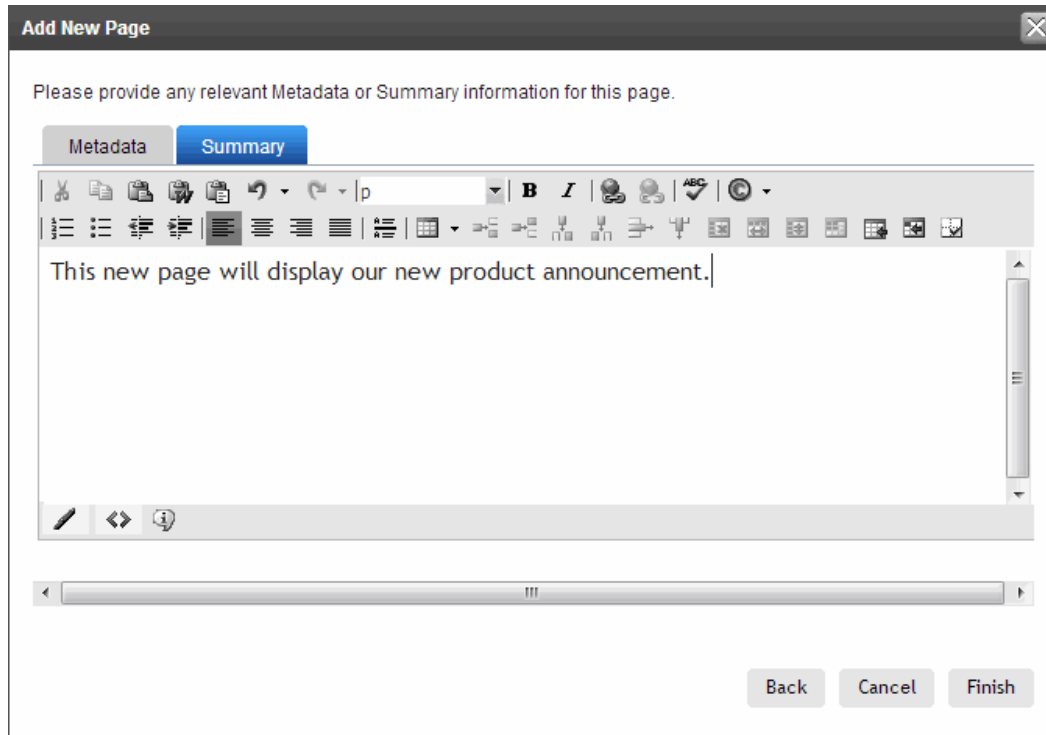 Add New Page
Please provide any relevant Metadata or Summary information for this page.
Metadata Summary
p B I ABC ©
This new page will display our new product announcement.
Back Cancel Finish